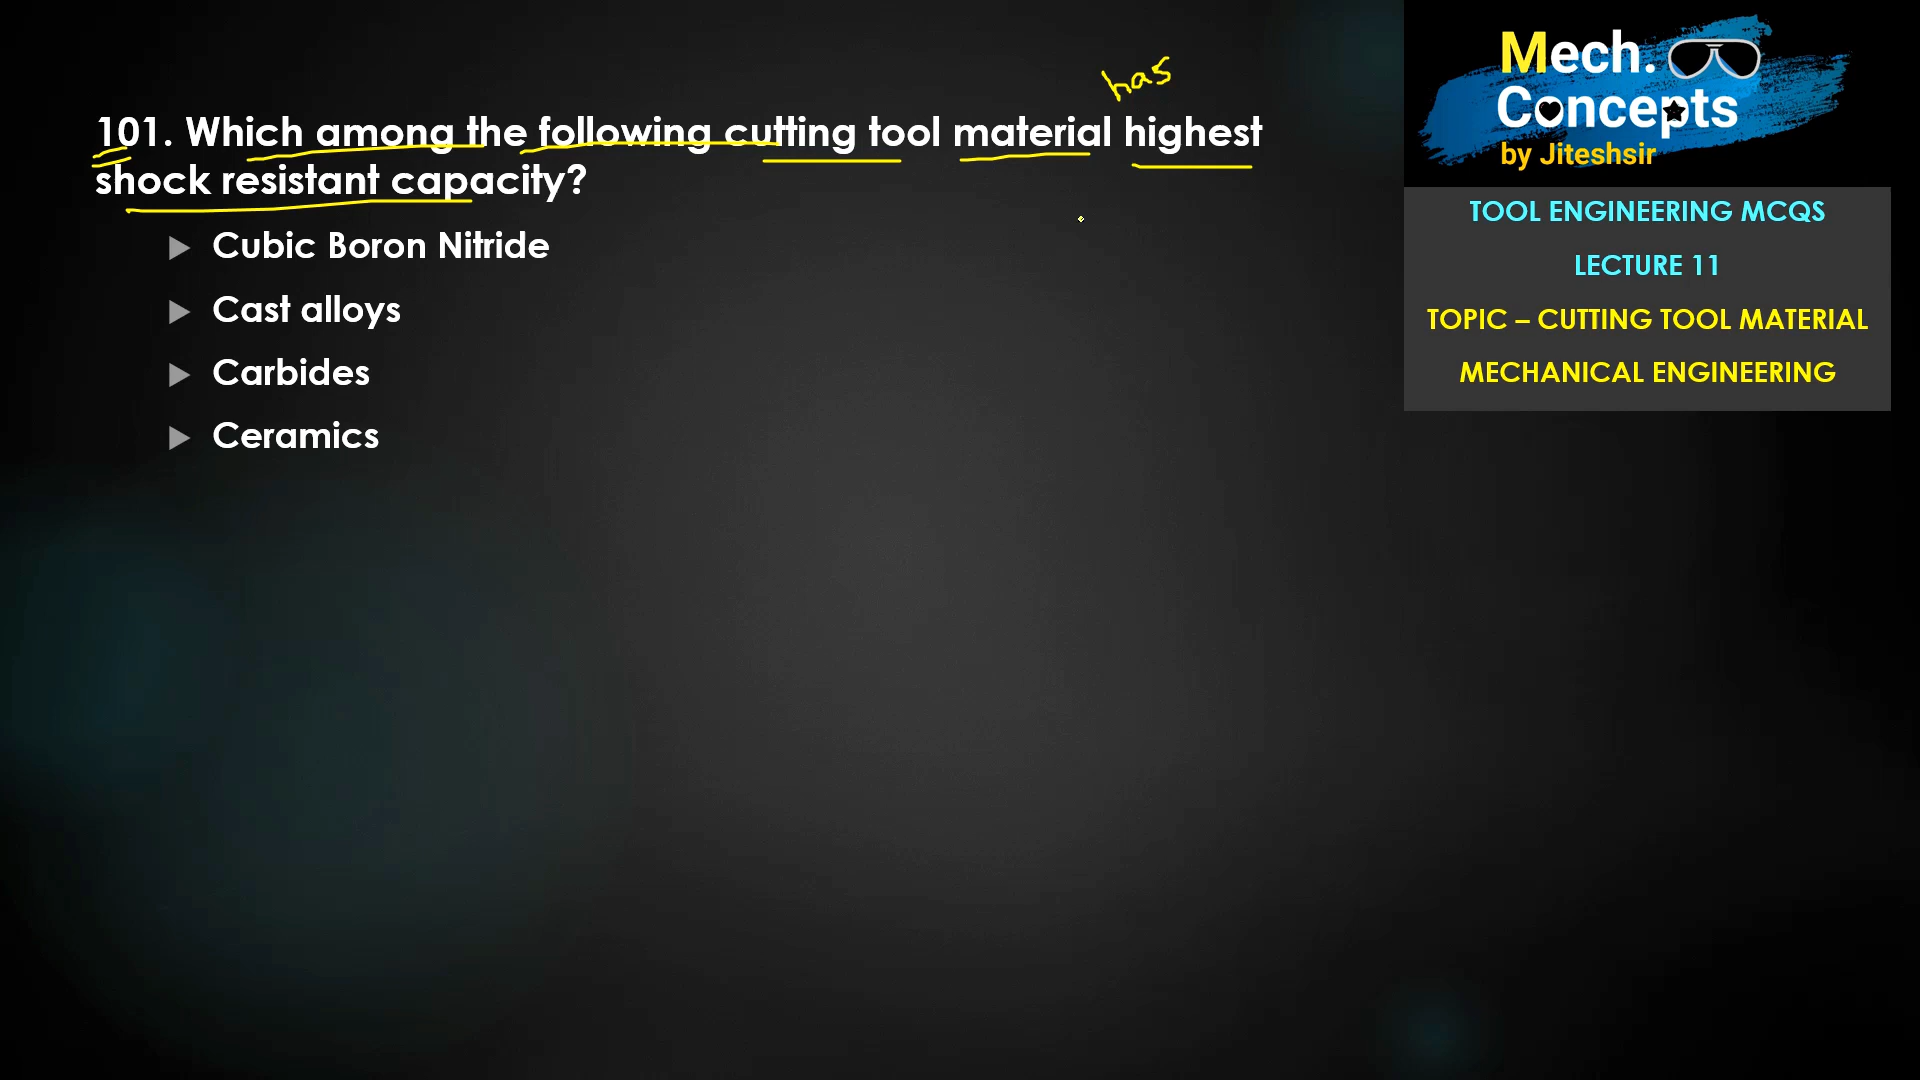 has
101. Which among the following cutting tool material highest
shock resistant capacity?
Cubic Boron Nitride
Cast alloys
Carbides
Ceramics
Mech.
Concepts
by Jiteshsir
TOOL ENGINEERING MCQS
LECTURE 11
TOPIC – CUTTING TOOL MATERIAL
MECHANICAL ENGINEERING